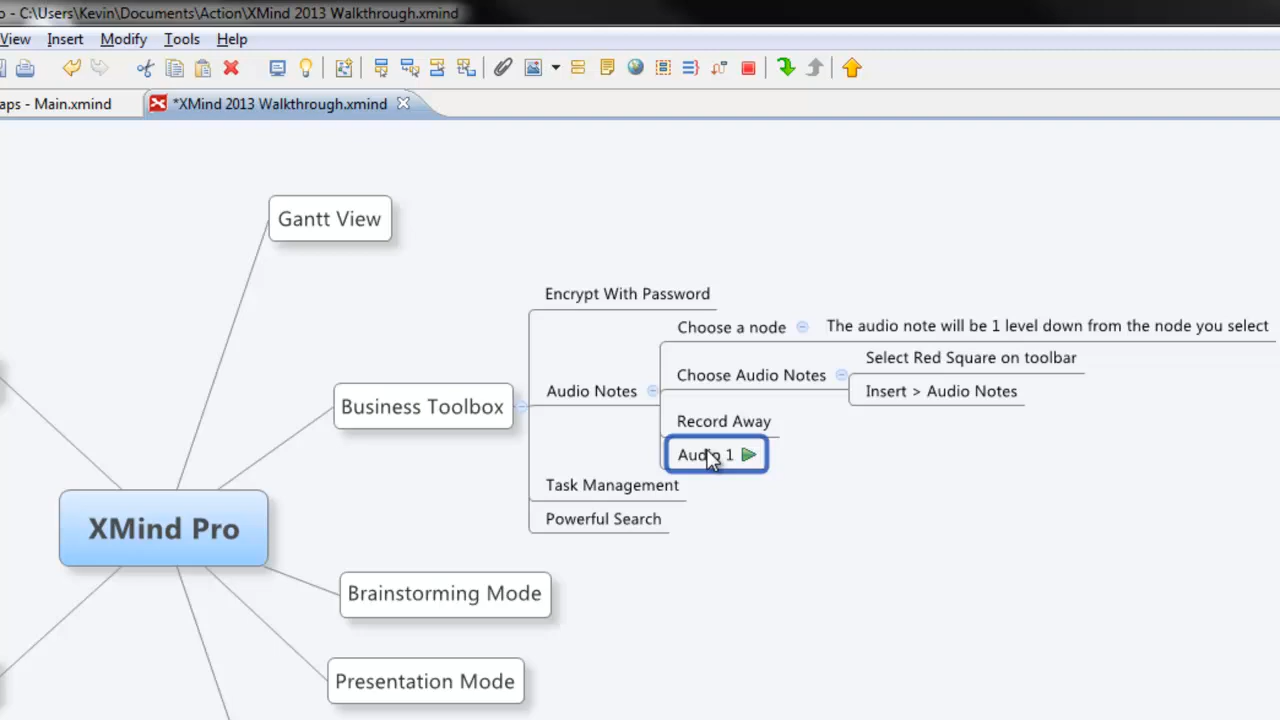 o - C:\Users\Kevin\Documents\Action\XMind 2013 Walkthrough.xmind
View Insert Modify Tools Help
aps - Main.xmind *XMind 2013 Walkthrough.xmind
Gantt View
Encrypt With Password
Choose a node The audio note will be 1 level down from the node you select
Select Red Square on toolbar
Choose Audio Notes
Audio Notes
Insert > Audio Notes
Business Toolbox
Record Away
Audio 1
Task Management
Powerful Search
XMind Pro
Brainstorming Mode
Presentation Mode